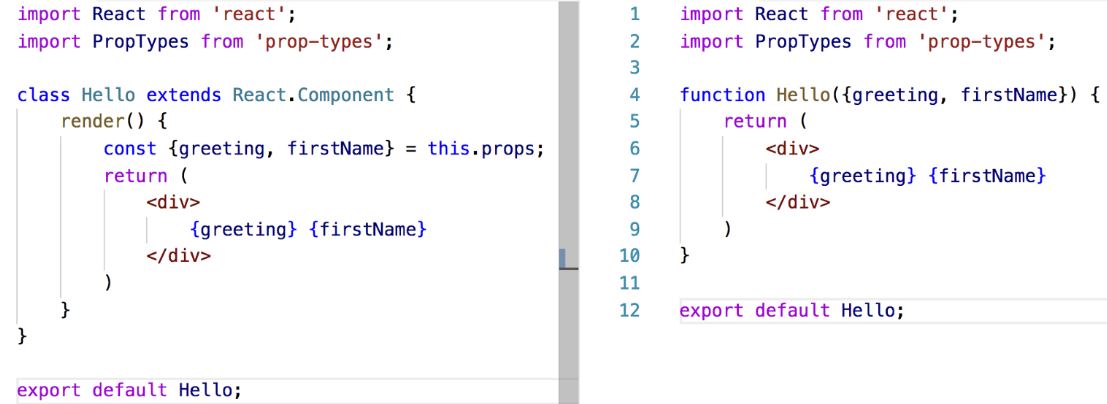 import React from 'react';
import PropTypes from 'prop-types';
class Hello extends React.Component {
render() {
const {greeting, firstName} = this.props;
return (
<div>
{greeting} {firstName}
</div>
)
}
}
export default Hello;
1 import React from 'react';
2 import PropTypes from 'prop-types';
3
4 function Hello({greeting, firstName}) {
5 return (
6 <div>
7 {greeting} {firstName}
8 </div>
9 )
10 }
11
12 export default Hello;